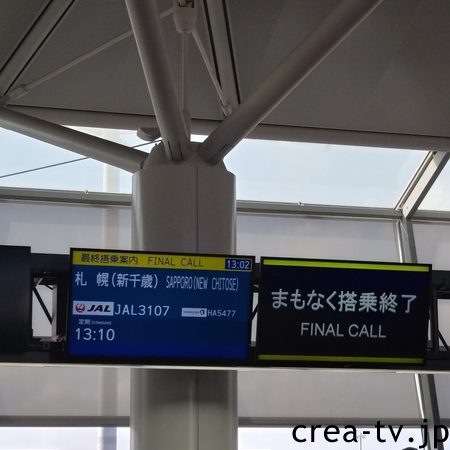 最終搭乗案内 FINAL CALL 13:02
札 幌(新千歳) SAPPORO(NEW CHITOSE)
JAL JAL3107 HA5477
定刻 Scheduled
13:10
まもなく搭乗終了
FINAL CALL
crea-tv.jp